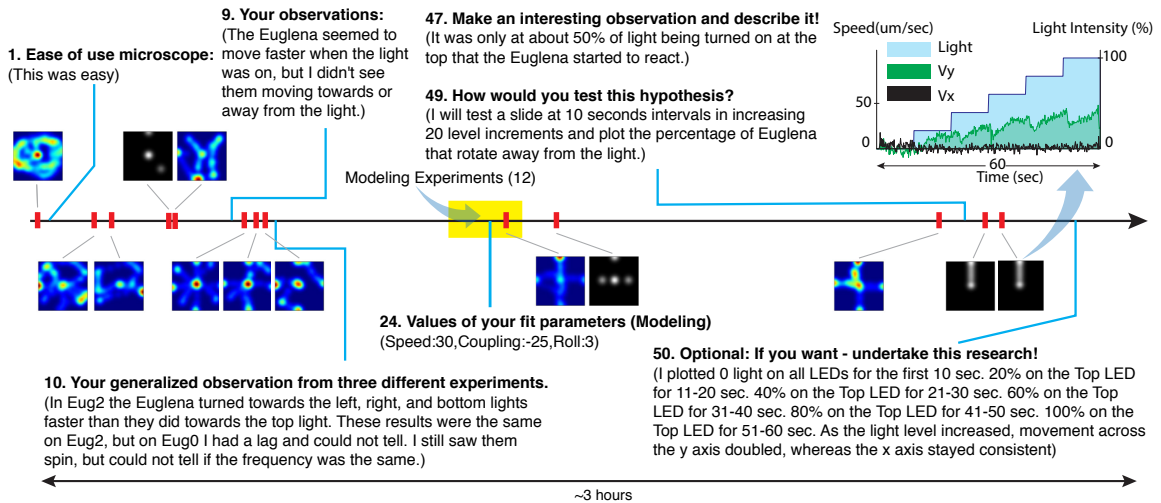 1. Ease of use microscope:
(This was easy)
9. Your observations:
(The Euglena seemed to
move faster when the light
was on, but I didn't see
them moving towards or
away from the light.)
47. Make an interesting observation and describe it!
(It was only at about 50% of light being turned on at the
top that the Euglena started to react.)
49. How would you test this hypothesis?
(I will test a slide at 10 seconds intervals in increasing
20 level increments and plot the percentage of Euglena
that rotate away from the light.)
Speed(um/sec)
Light Intensity (%)
Light
Vy
Vx
100
50
0
0
60
Time (sec)
Modeling Experiments (12)
24. Values of your fit parameters (Modeling)
(Speed:30,Coupling:-25,Roll:3)
10. Your generalized observation from three different experiments.
(In Eug2 the Euglena turned towards the left, right, and bottom lights
faster than they did towards the top light. These results were the same
on Eug2, but on Eug0 I had a lag and could not tell. I still saw them
spin, but could not tell if the frequency was the same.)
50. Optional: If you want - undertake this research!
(I plotted 0 light on all LEDs for the first 10 sec. 20% on the Top LED
for 11-20 sec. 40% on the Top LED for 21-30 sec. 60% on the Top
LED for 31-40 sec. 80% on the Top LED for 41-50 sec. 100% on the
Top LED for 51-60 sec. As the light level increased, movement across
the y axis doubled, whereas the x axis stayed consistent)
~3 hours